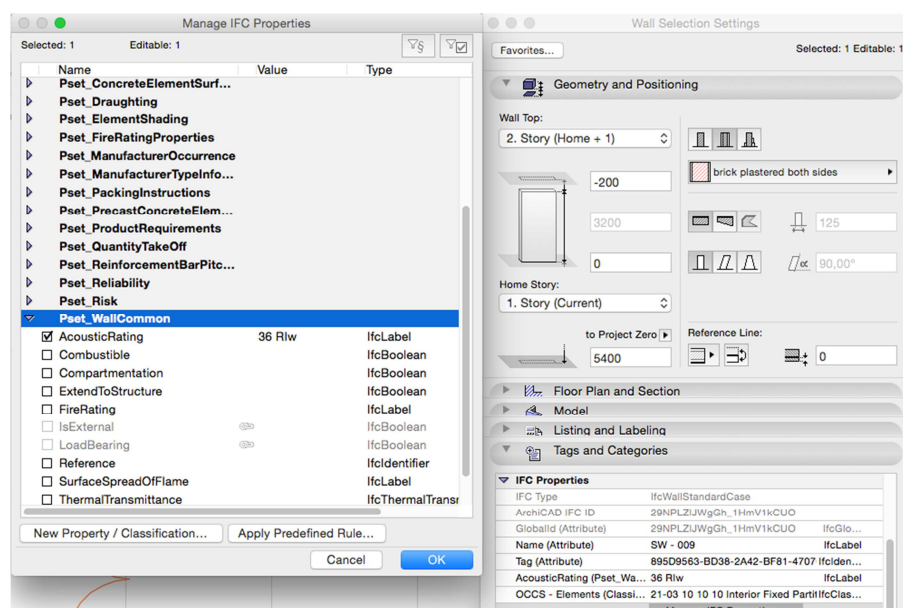 Manage IFC Properties
Selected: 1 Editable: 1
Name Value Type
Pset_ConcreteElementSurf...
Pset_Draughting
Pset_ElementShading
Pset_FireRatingProperties
Pset_ManufacturerOccurrence
Pset_ManufacturerTypeInfo...
Pset_PackingInstructions
Pset_PrecastConcreteElem...
Pset_ProductRequirements
Pset_QuantityTakeOff
Pset_ReinforcementBarPitc...
Pset_Reliability
Pset_Risk
Pset_WallCommon
AcousticRating 36 Rlw IfcLabel
Combustible IfcBoolean
Compartmentation IfcBoolean
ExtendToStructure IfcBoolean
FireRating IfcLabel
IsExternal IfcBoolean
LoadBearing IfcBoolean
Reference IfcIdentifier
SurfaceSpreadOfFlame IfcLabel
ThermalTransmittance IfcThermalTransr
New Property / Classification... Apply Predefined Rule...
Cancel OK
Wall Selection Settings
Favorites... Selected: 1 Editable: 1
Geometry and Positioning
Wall Top:
2. Story (Home + 1)
brick plastered both sides
-200
3200
125
0
α 90,00°
Home Story:
1. Story (Current)
to Project Zero
Reference Line:
5400
0
Floor Plan and Section
Model
Listing and Labeling
Tags and Categories
IFC Properties
IFC Type IfcWallStandardCase
ArchiCAD IFC ID 29NPLZIJWgGh_1HmV1kCUO
GlobalId (Attribute) 29NPLZIJWgGh_1HmV1kCUO IfcGlo...
Name (Attribute) SW - 009 IfcLabel
Tag (Attribute) 895D9563-BD38-2A42-BF81-4707 IfcIden...
AcousticRating (Pset_Wa... 36 Rlw IfcLabel
OCCS - Elements (Classi... 21-03 10 10 10 Interior Fixed Partit IfcClas...